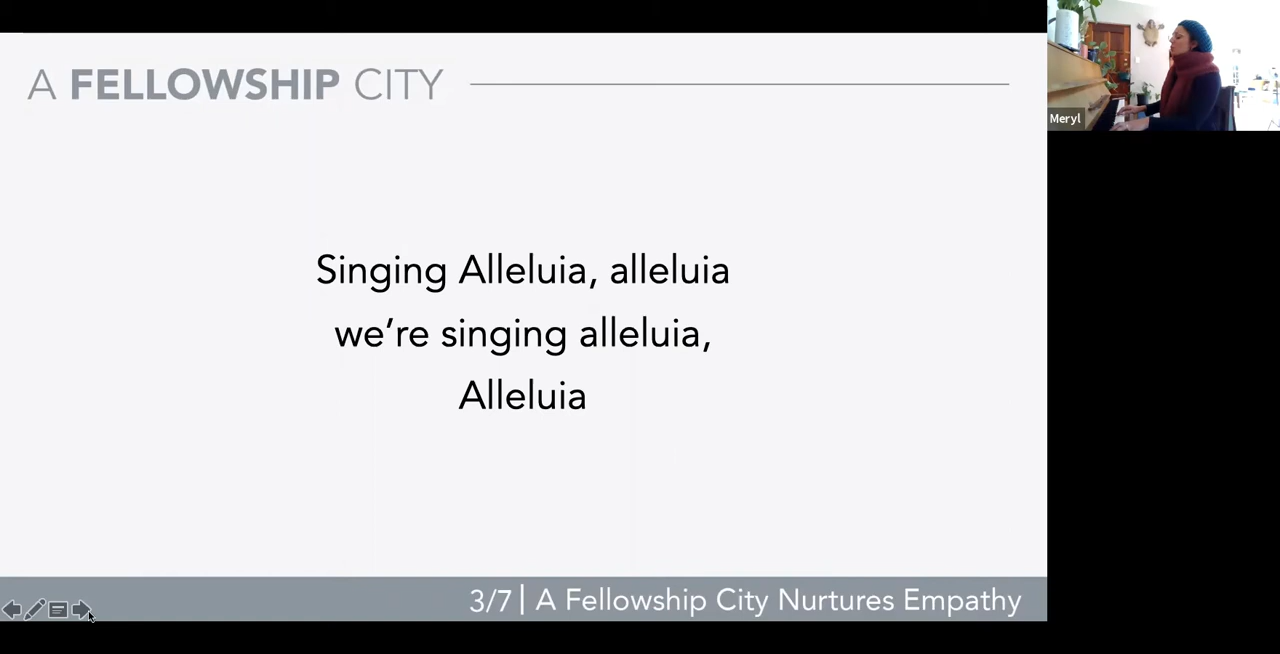 A FELLOWSHIP CITY
Meryl
Singing Alleluia, alleluia
we’re singing alleluia,
Alleluia
3/7 | A Fellowship City Nurtures Empathy